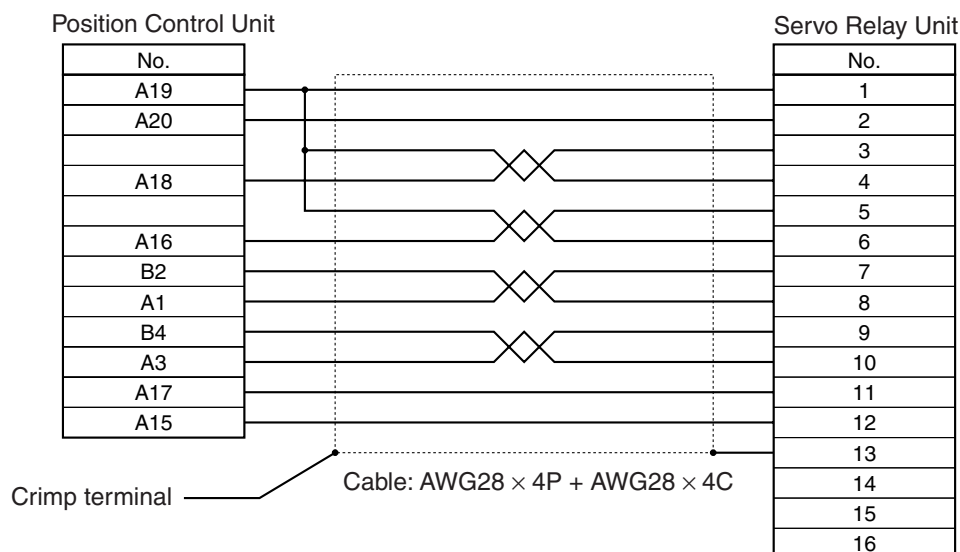 Position Control Unit
No.
A19
A20
A18
A16
B2
A1
B4
A3
A17
A15
Servo Relay Unit
No.
1
2
3
4
5
6
7
8
9
10
11
12
13
14
15
16
Crimp terminal
Cable: AWG28 × 4P + AWG28 × 4C